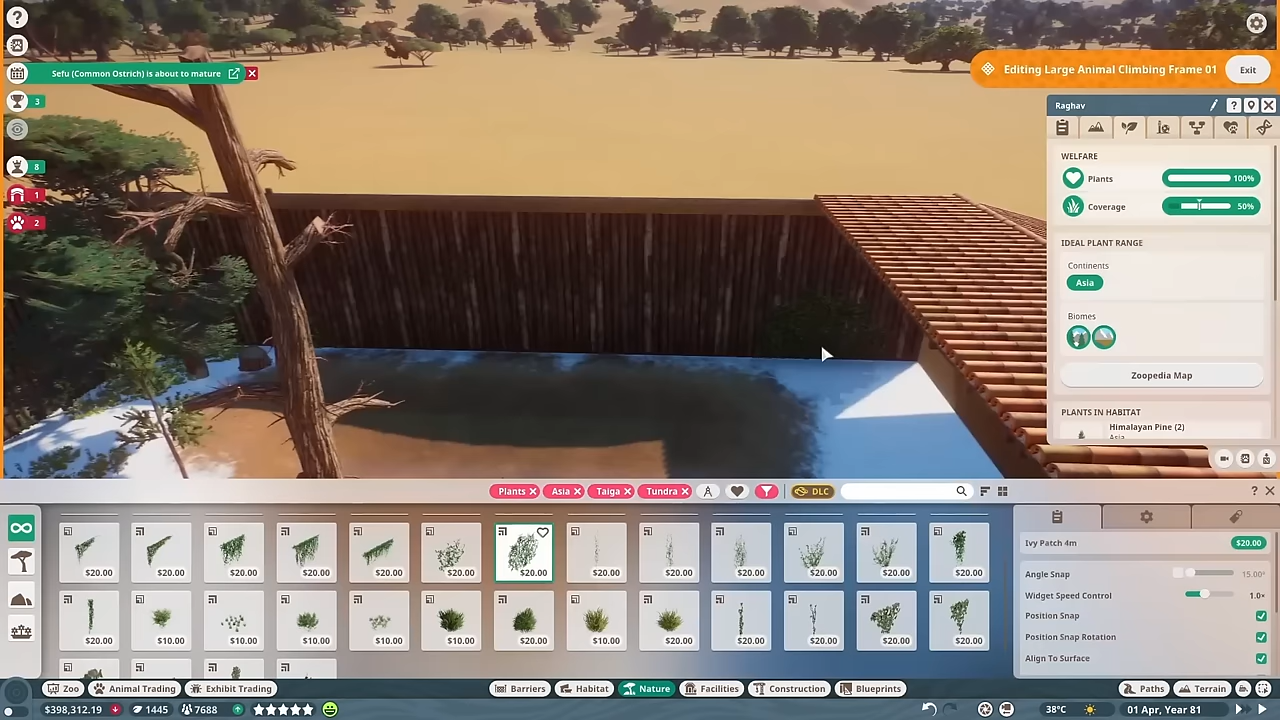 Sefu (Common Ostrich) is about to mature
3
8
1
2
Editing Large Animal Climbing Frame 01
Exit
Raghav
WELFARE
Plants 100%
Coverage 50%
IDEAL PLANT RANGE
Continents
Asia
Biomes
Zoopedia Map
PLANTS IN HABITAT
Himalayan Pine (2)
Asia
Plants Asia Taiga Tundra DLC
$20.00 $20.00 $20.00 $20.00 $20.00 $20.00 $20.00 $20.00 $20.00 $20.00 $20.00 $20.00 $20.00
$20.00 $10.00 $20.00 $10.00 $10.00 $10.00 $20.00 $10.00 $20.00 $20.00 $20.00 $20.00 $20.00
Ivy Patch 4m $20.00
Angle Snap 15.00°
Widget Speed Control 1.0×
Position Snap
Position Snap Rotation
Align To Surface
Zoo Animal Trading Exhibit Trading Barriers Habitat Nature Facilities Construction Blueprints Paths Terrain
$398,312.19 1445 7688 38°C 01 Apr, Year 81